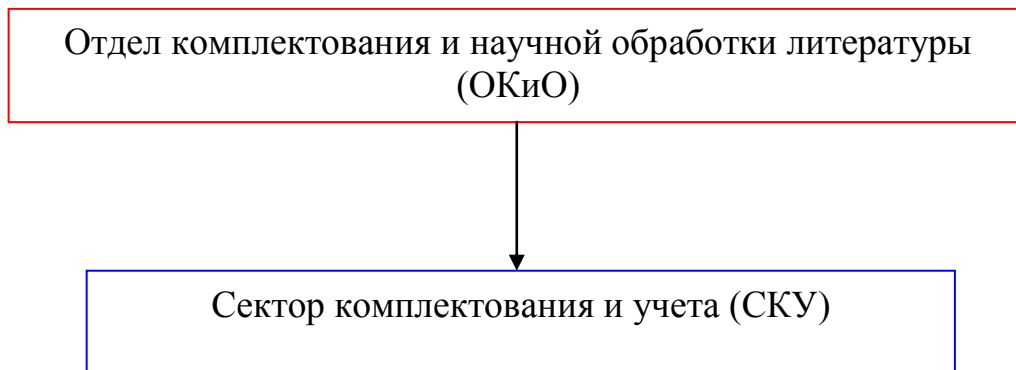 Отдел комплектования и научной обработки литературы
(ОКиО)
Сектор комплектования и учета (СКУ)